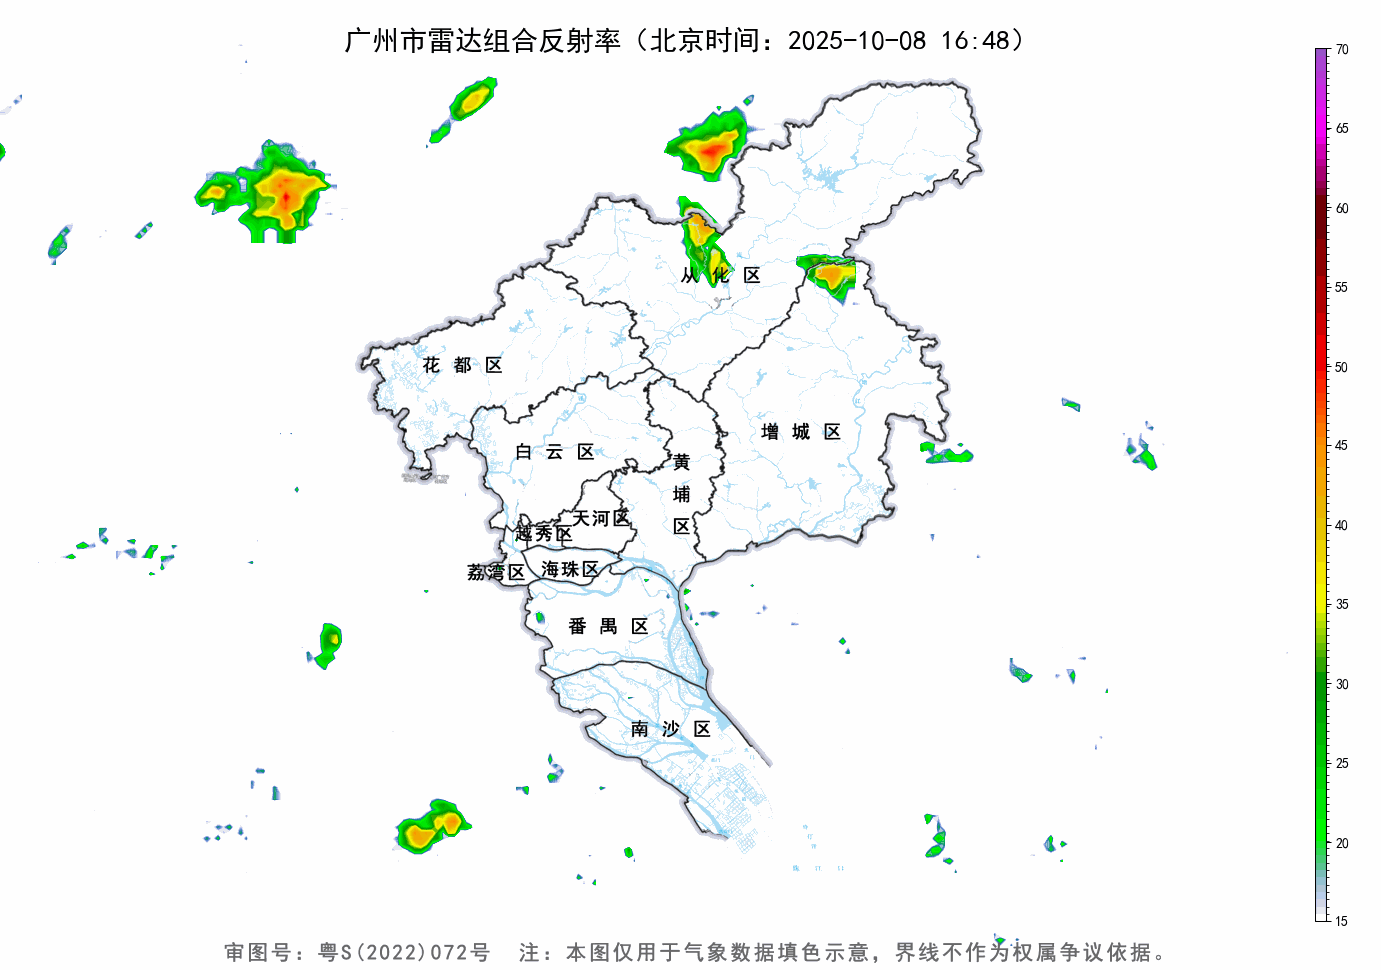 广州市雷达组合反射率（北京时间：2025-10-08 16:48）
70
65
60
55
50
45
40
35
30
25
20
15
从化区
花都区
增城区
白云区
黄埔区
天河区
越秀区
荔湾区
海珠区
番禺区
南沙区
审图号：粤S(2022)072号 注：本图仅用于气象数据填色示意，界线不作为权属争议依据。